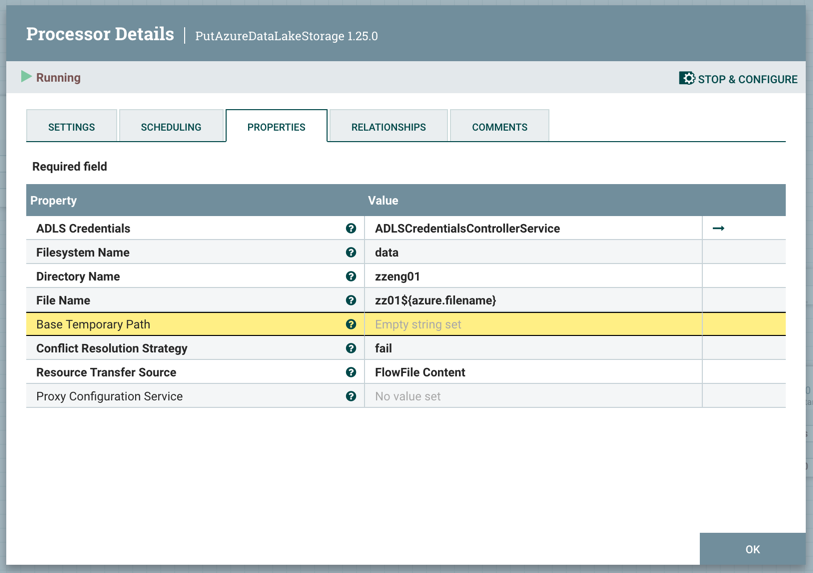 Processor Details | PutAzureDataLakeStorage 1.25.0
Running
STOP & CONFIGURE
SETTINGS SCHEDULING PROPERTIES RELATIONSHIPS COMMENTS
Required field
Property Value
ADLS Credentials ? ADLSCredentialsControllerService
Filesystem Name ? data
Directory Name ? zzeng01
File Name ? zz01${azure.filename}
Base Temporary Path ? Empty string set
Conflict Resolution Strategy ? fail
Resource Transfer Source ? FlowFile Content
Proxy Configuration Service ? No value set
OK